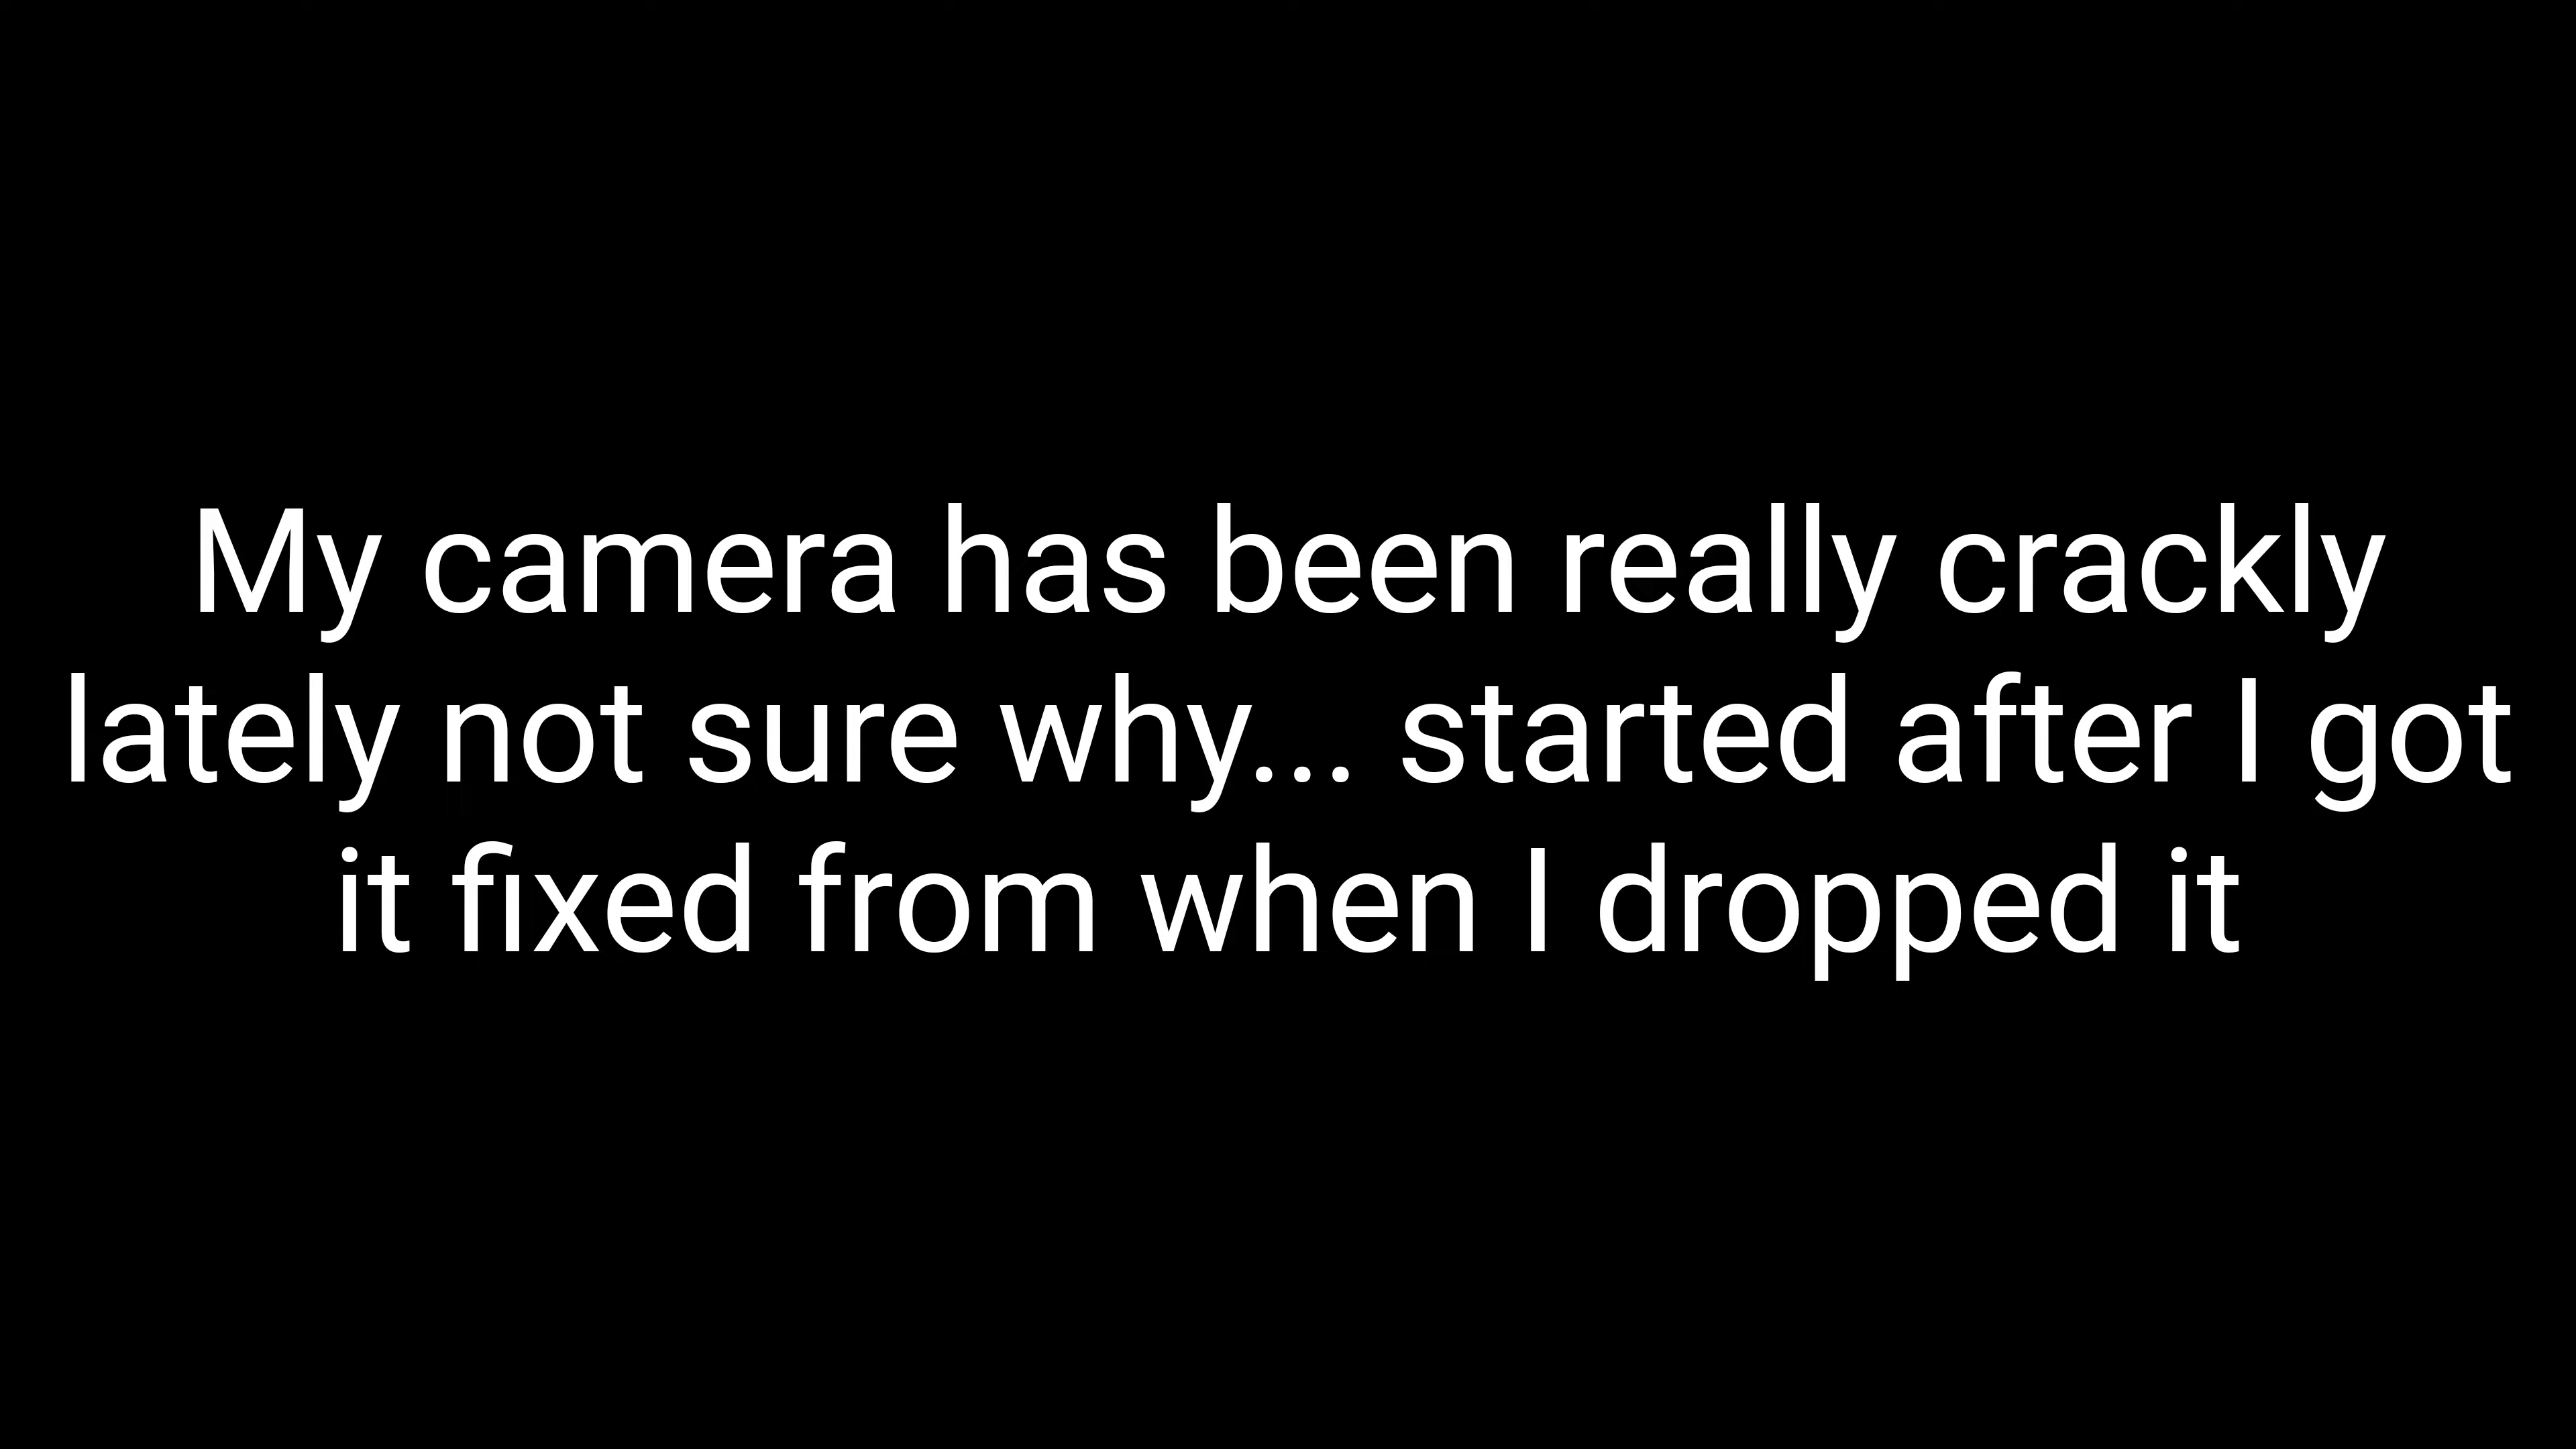 My camera has been really crackly
lately not sure why... started after I got
it fixed from when I dropped it